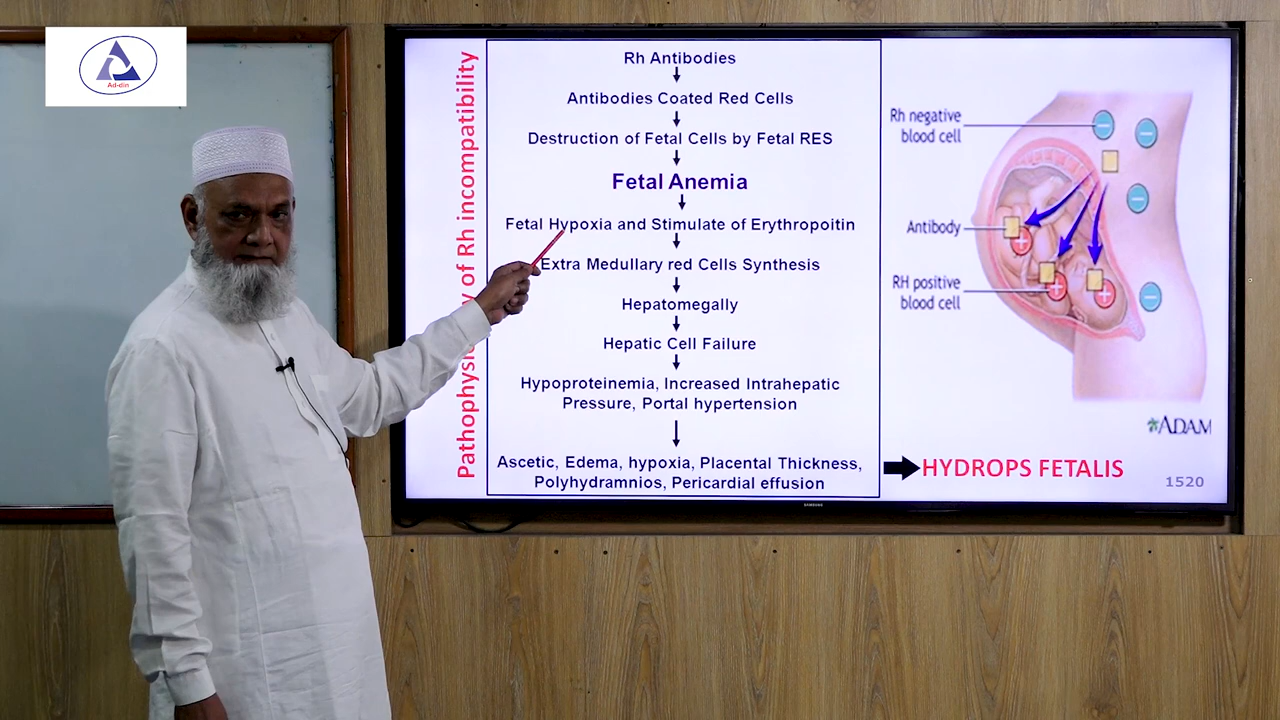 Ad-din
Pathophysiology of Rh incompatibility
Rh Antibodies
Antibodies Coated Red Cells
Destruction of Fetal Cells by Fetal RES
Fetal Anemia
Fetal Hypoxia and Stimulate of Erythropoitin
Extra Medullary red Cells Synthesis
Hepatomegally
Hepatic Cell Failure
Hypoproteinemia, Increased Intrahepatic
Pressure, Portal hypertension
Ascetic, Edema, hypoxia, Placental Thickness,
Polyhydramnios, Pericardial effusion
HYDROPS FETALIS
Rh negative
blood cell
Antibody
RH positive
blood cell
ADAM
1520
SAMSUNG